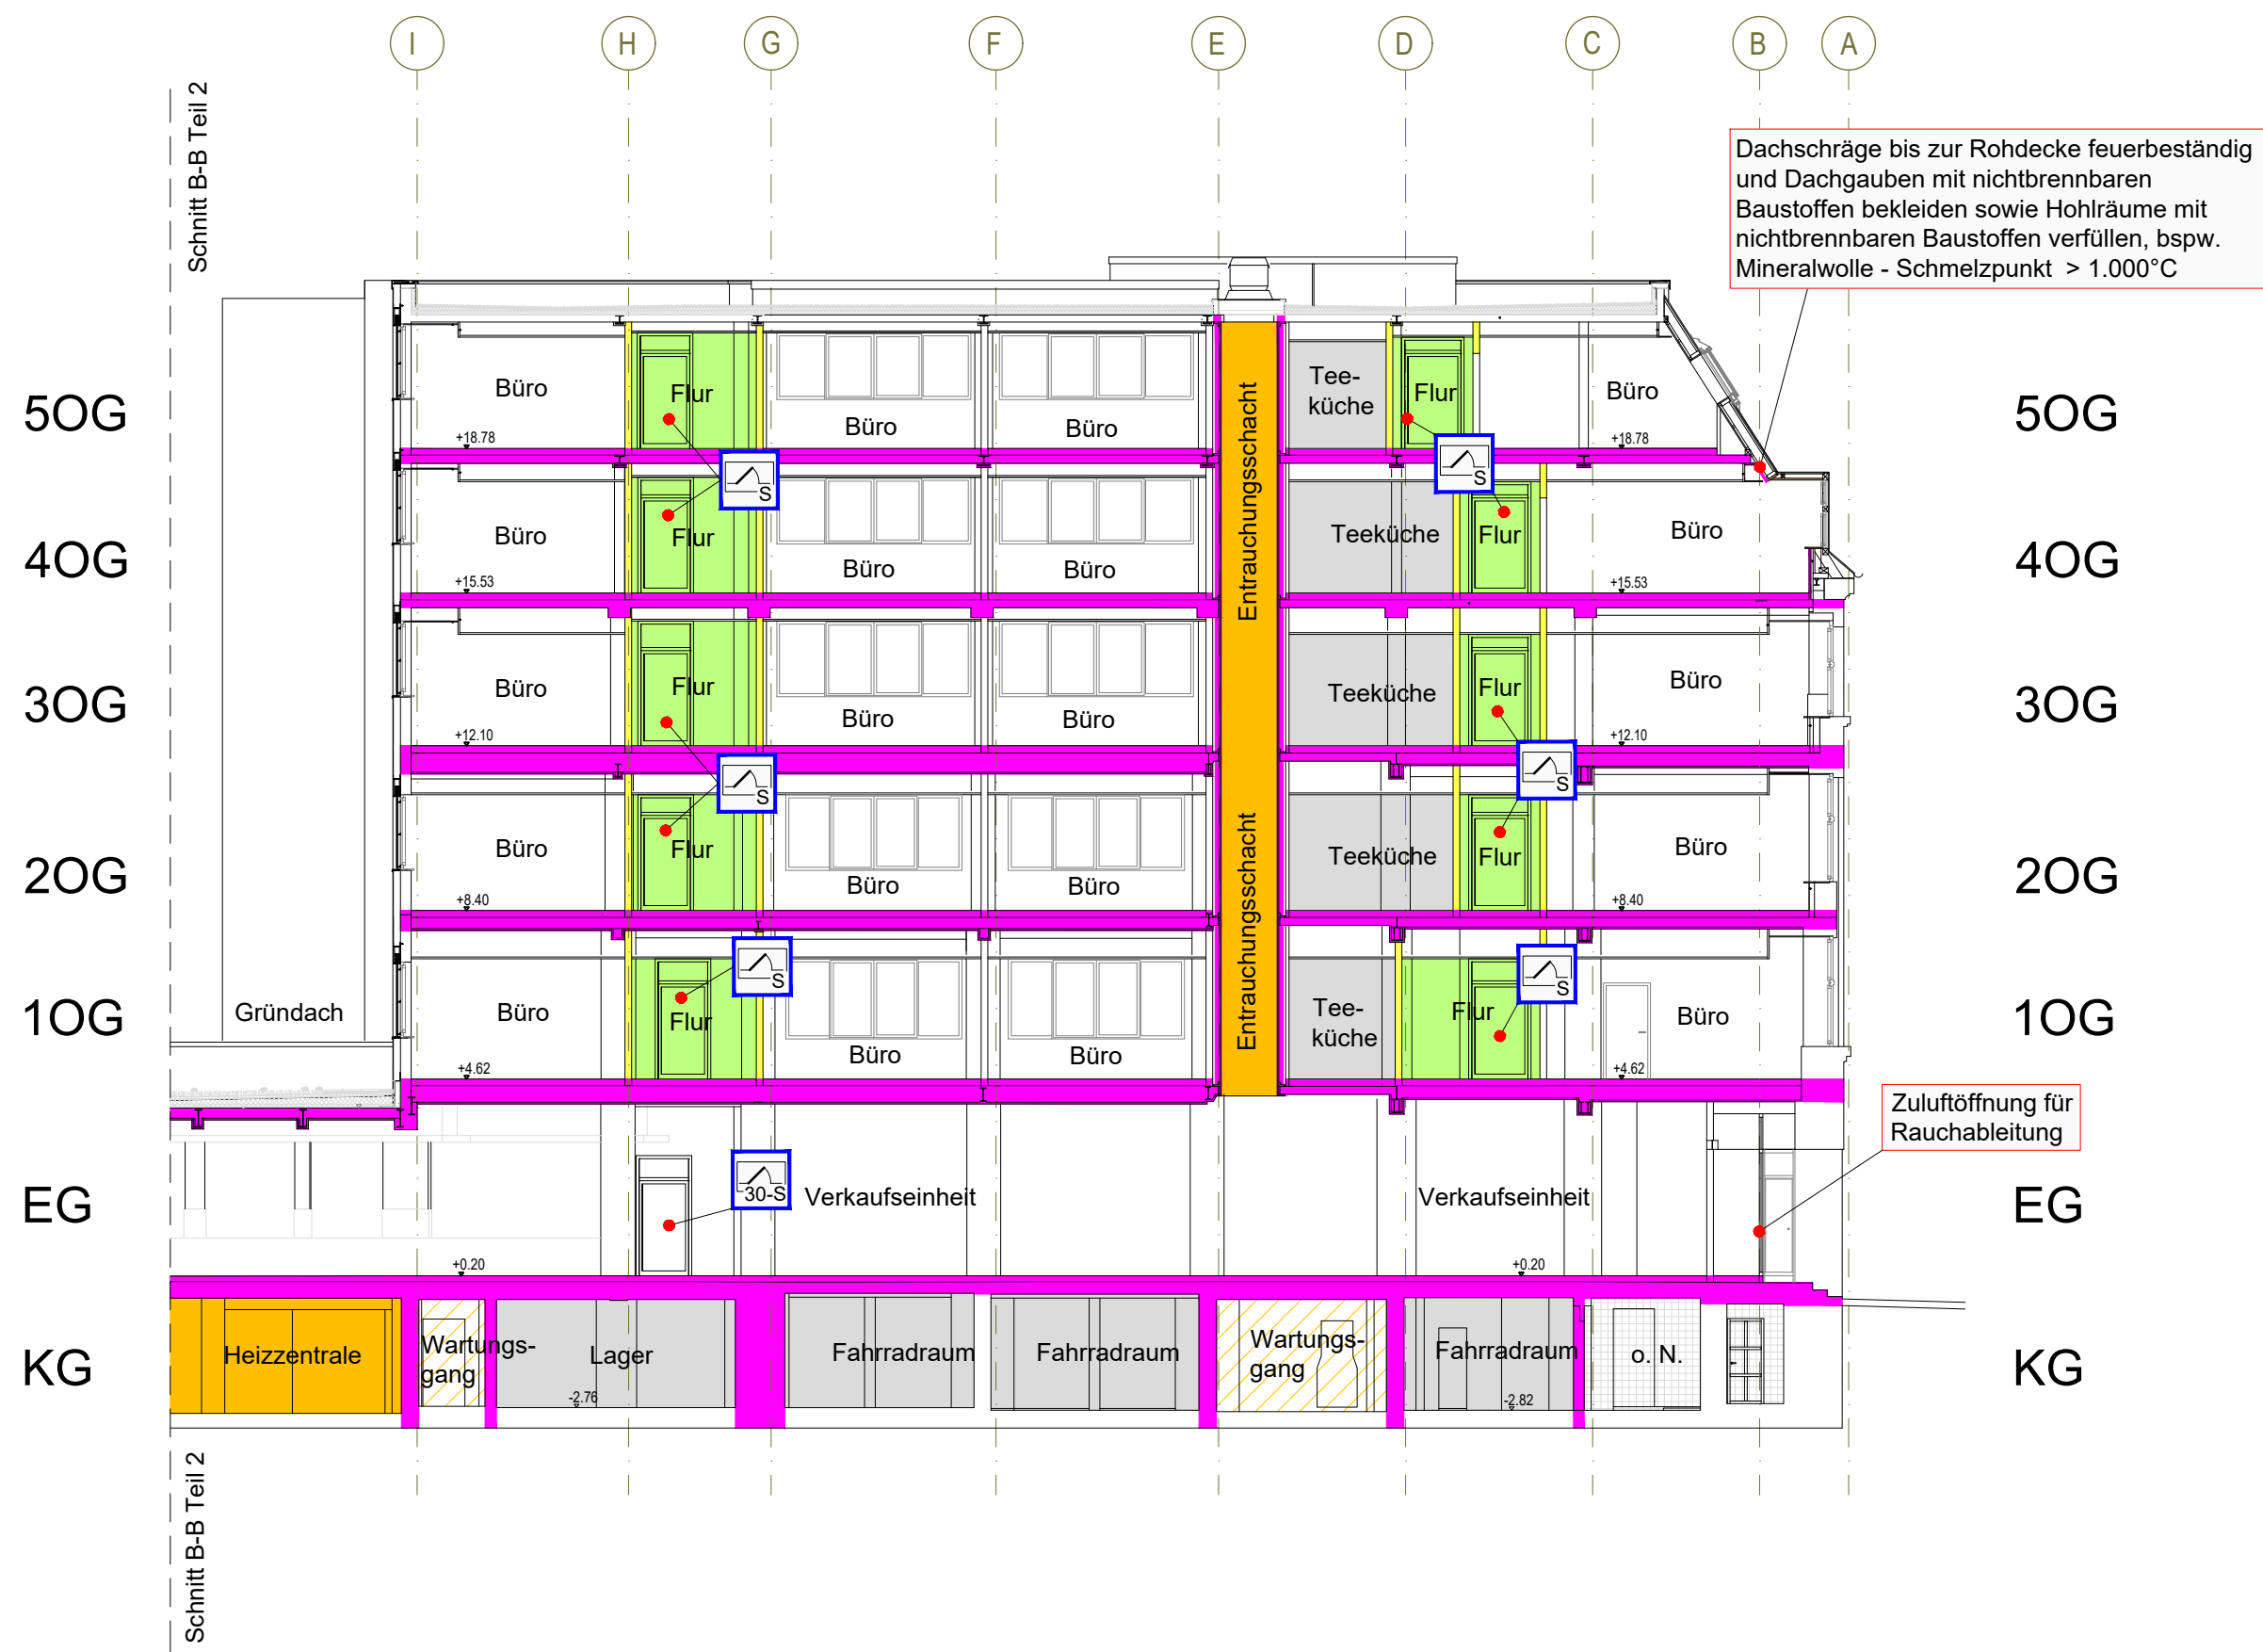 I
H
G
F
E
D
C
B
A
Schnitt B-B Teil 2
Dachschräge bis zur Rohdecke feuerbeständig
und Dachgauben mit nichtbrennbaren
Baustoffen bekleiden sowie Hohlräume mit
nichtbrennbaren Baustoffen verfüllen, bspw.
Mineralwolle - Schmelzpunkt > 1.000°C
5OG
Büro
Flur
Büro
Büro
Tee-
küche
Flur
Büro
5OG
+18.78
+18.78
S
S
Entrauchungsschacht
4OG
Büro
Flur
Büro
Büro
Teeküche
Flur
Büro
4OG
+15.53
+15.53
3OG
Büro
Flur
Büro
Büro
Teeküche
Flur
Büro
3OG
+12.10
+12.10
S
S
2OG
Büro
Flur
Büro
Büro
Teeküche
Flur
Büro
2OG
+8.40
+8.40
S
S
Entrauchungsschacht
1OG
Gründach
Büro
Flur
Büro
Büro
Tee-
küche
Flur
Büro
1OG
+4.62
+4.62
Zuluftöffnung für
Rauchableitung
EG
30-S
Verkaufseinheit
Verkaufseinheit
EG
+0.20
+0.20
KG
Heizzentrale
Wartungs-
gang
Lager
-2.76
Fahrradraum
Fahrradraum
Wartungs-
gang
Fahrradraum
-2.82
o. N.
KG
Schnitt B-B Teil 2